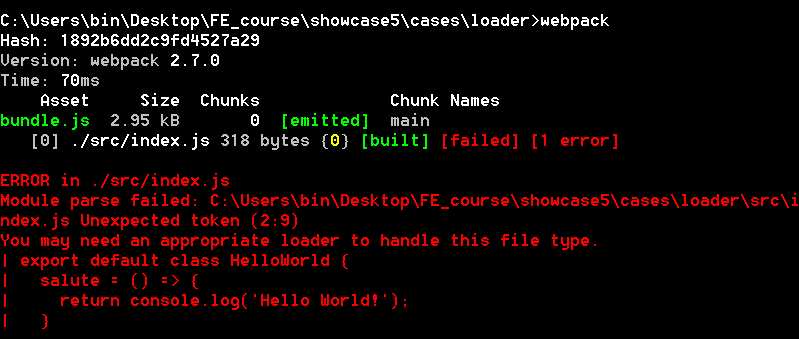 C:\Users\bin\Desktop\FE_course\showcase5\cases\loader>webpack
Hash: 1892b6dd2c9fd4527a29
Version: webpack 2.7.0
Time: 70ms
    Asset     Size  Chunks             Chunk Names
bundle.js  2.95 kB       0  [emitted]  main
   [0] ./src/index.js 318 bytes {0} [built] [failed] [1 error]

ERROR in ./src/index.js
Module parse failed: C:\Users\bin\Desktop\FE_course\showcase5\cases\loader\src\i
ndex.js Unexpected token (2:9)
You may need an appropriate loader to handle this file type.
| export default class HelloWorld {
|   salute = () => {
|     return console.log('Hello World!');
|   }